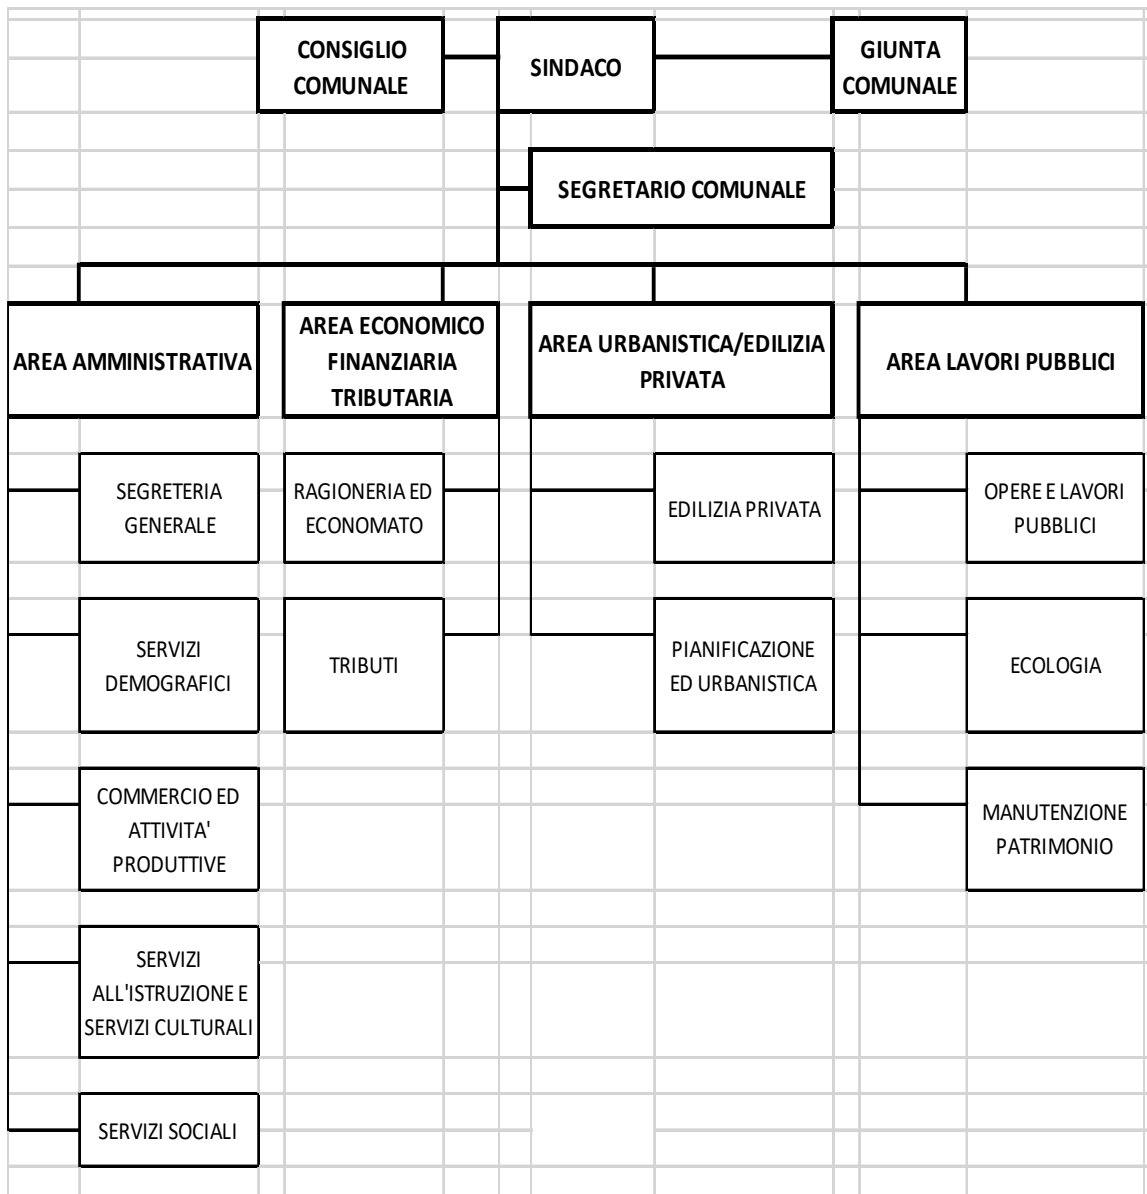 CONSIGLIO
COMUNALE
SINDACO
GIUNTA
COMUNALE
SEGRETARIO COMUNALE
AREA AMMINISTRATIVA
AREA ECONOMICO
FINANZIARIA
TRIBUTARIA
AREA URBANISTICA/EDILIZIA
PRIVATA
AREA LAVORI PUBBLICI
SEGRETERIA
GENERALE
RAGIONERIA ED
ECONOMATO
EDILIZIA PRIVATA
OPERE E LAVORI
PUBBLICI
SERVIZI
DEMOGRAFICI
TRIBUTI
PIANIFICAZIONE
ED URBANISTICA
ECOLOGIA
COMMERCIO ED
ATTIVITA'
PRODUTTIVE
MANUTENZIONE
PATRIMONIO
SERVIZI
ALL'ISTRUZIONE E
SERVIZI CULTURALI
SERVIZI SOCIALI